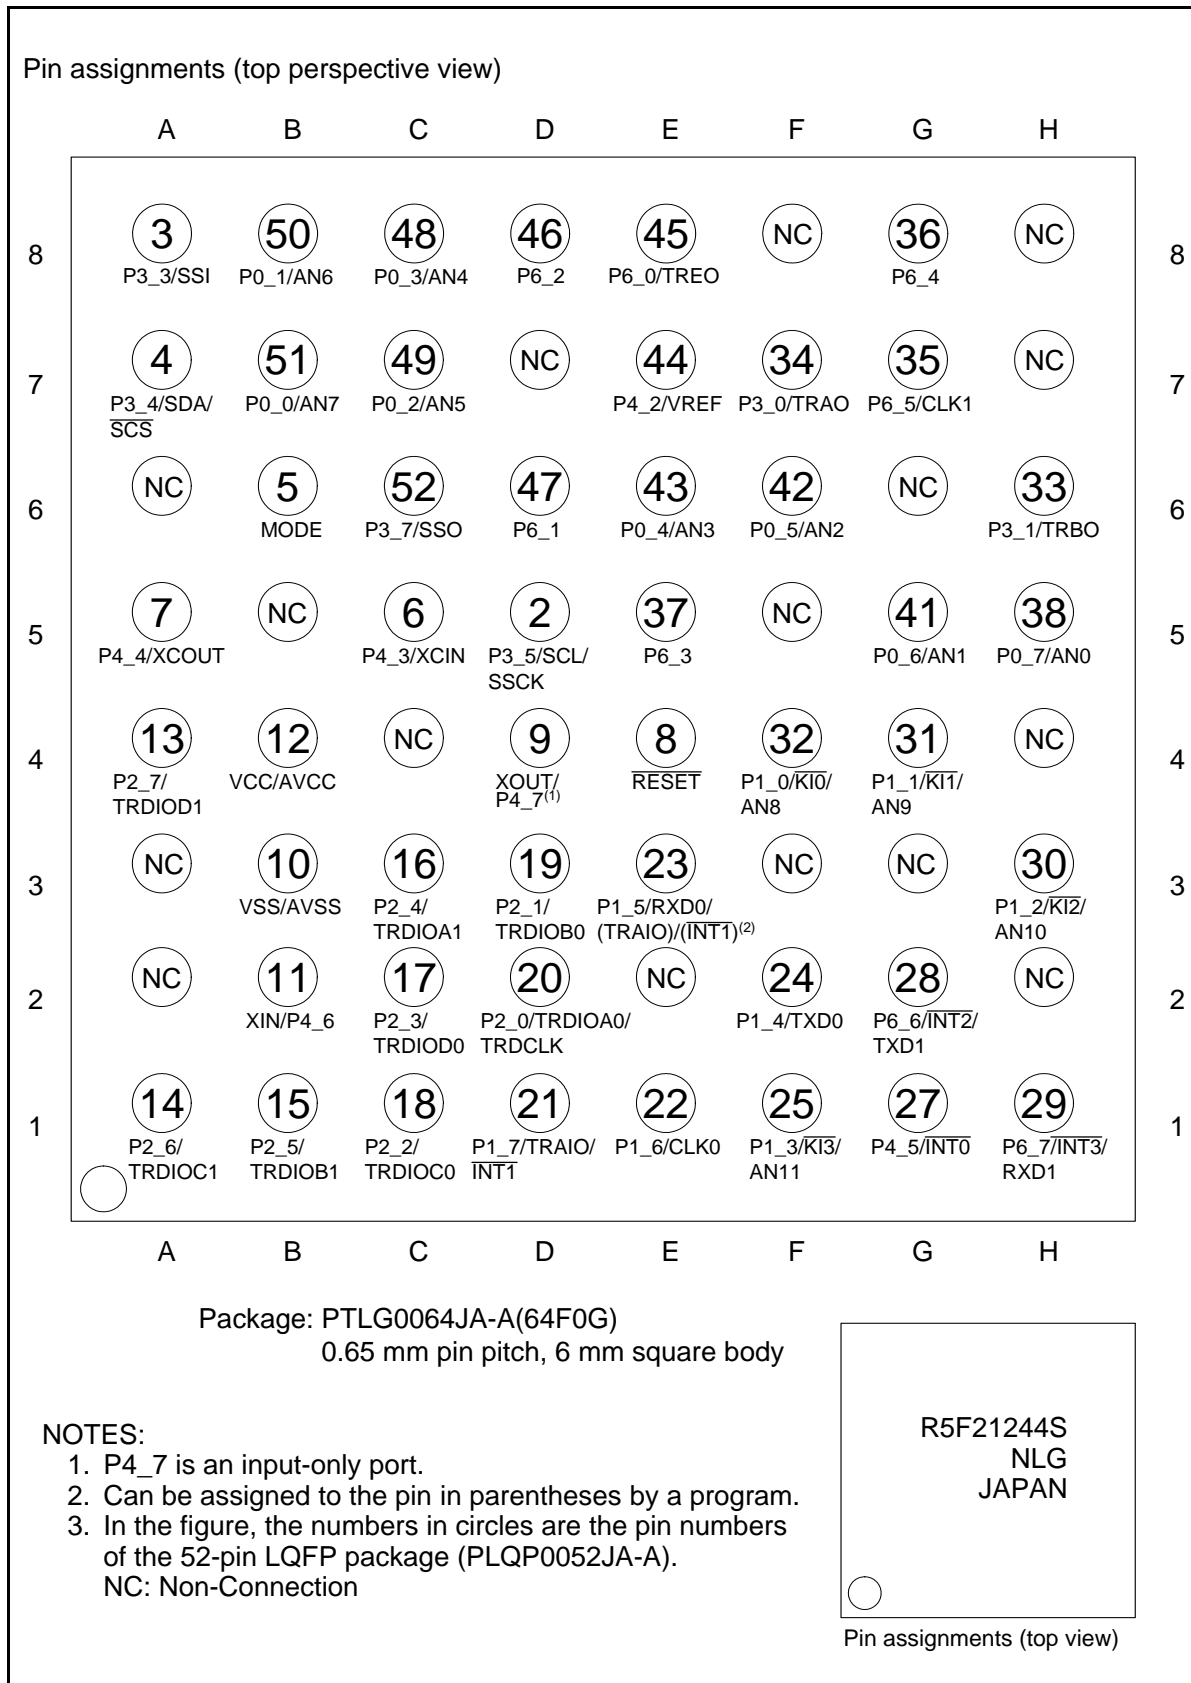 Pin assignments (top perspective view)
A B C D E F G H
8 3 50 48 46 45 NC 36 NC 8
P3_3/SSI P0_1/AN6 P0_3/AN4 P6_2 P6_0/TREO P6_4
7 4 51 49 NC 44 34 35 NC 7
P3_4/SDA/ P0_0/AN7 P0_2/AN5 P4_2/VREF P3_0/TRAO P6_5/CLK1
SCS
6 NC 5 52 47 43 42 NC 33 6
MODE P3_7/SSO P6_1 P0_4/AN3 P0_5/AN2 P3_1/TRBO
5 7 NC 6 2 37 NC 41 38 5
P4_4/XCOUT P4_3/XCIN P3_5/SCL/ P6_3 P0_6/AN1 P0_7/AN0
SSCK
4 13 12 NC 9 8 32 31 NC 4
P2_7/ VCC/AVCC XOUT/ RESET P1_0/KI0/ P1_1/KI1/
TRDIOD1 P4_7(1) AN8 AN9
3 NC 10 16 19 23 NC NC 30 3
VSS/AVSS P2_4/ P2_1/ P1_5/RXD0/ P1_2/KI2/
TRDIOA1 TRDIOB0 (TRAIO)/(INT1)(2) AN10
2 NC 11 17 20 NC 24 28 NC 2
XIN/P4_6 P2_3/ P2_0/TRDIOA0/ P1_4/TXD0 P6_6/INT2/
TRDIOD0 TRDCLK TXD1
1 14 15 18 21 22 25 27 29 1
P2_6/ P2_5/ P2_2/ P1_7/TRAIO/ P1_6/CLK0 P1_3/KI3/ P4_5/INT0 P6_7/INT3/
TRDIOC1 TRDIOB1 TRDIOC0 INT1 AN11 RXD1
A B C D E F G H
Package: PTLG0064JA-A(64F0G)
0.65 mm pin pitch, 6 mm square body
NOTES:
1. P4_7 is an input-only port.
2. Can be assigned to the pin in parentheses by a program.
3. In the figure, the numbers in circles are the pin numbers
of the 52-pin LQFP package (PLQP0052JA-A).
NC: Non-Connection
R5F21244S
NLG
JAPAN
Pin assignments (top view)